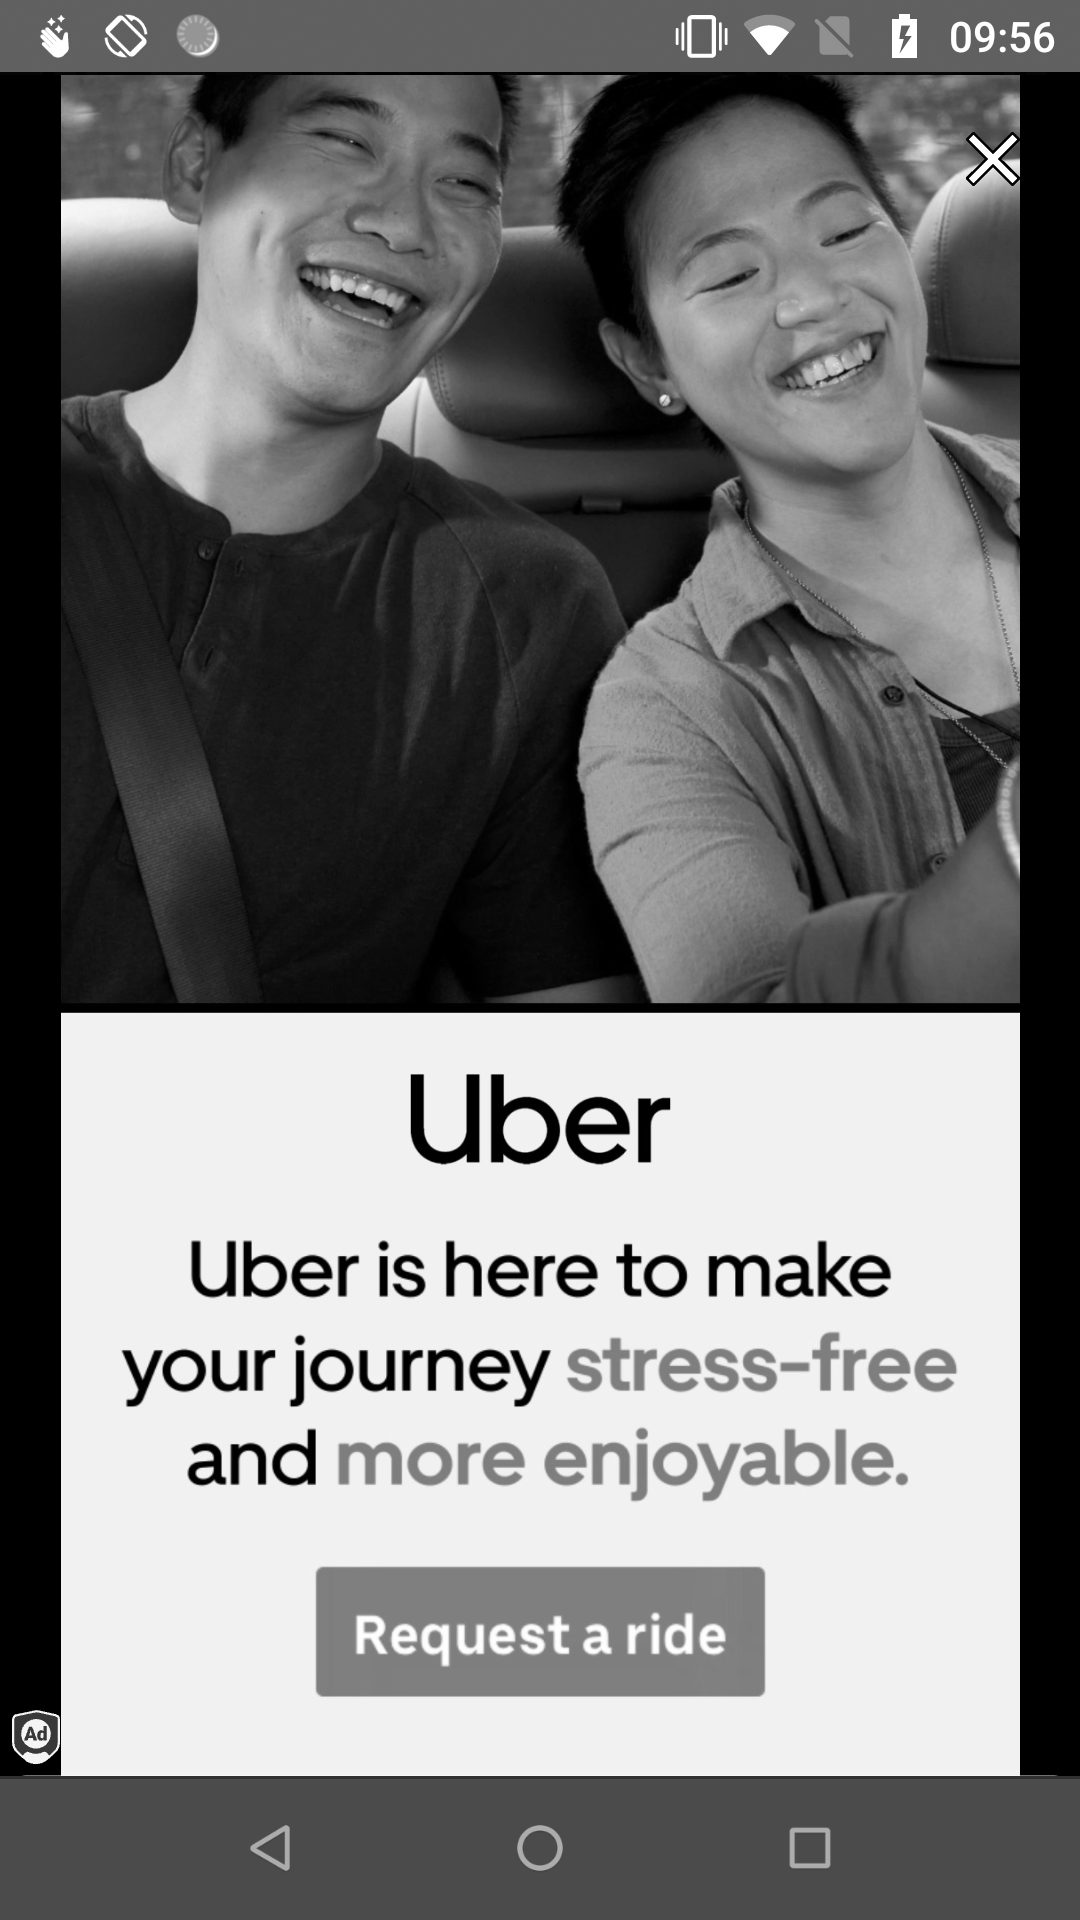 09:56
Uber
Uber is here to make
your journey stress-free
and more enjoyable.
Request a ride
Ad